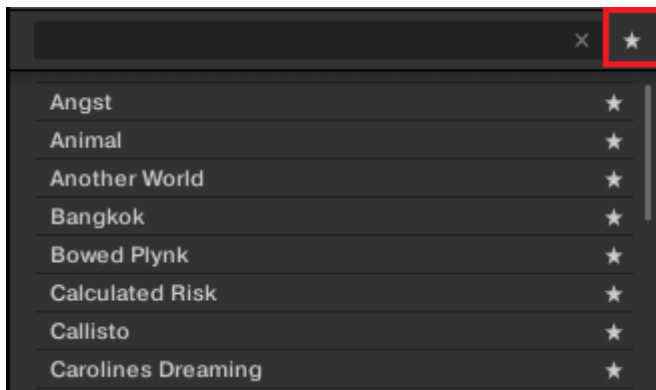 Angst
Animal
Another World
Bangkok
Bowed Plynk
Calculated Risk
Callisto
Carolines Dreaming